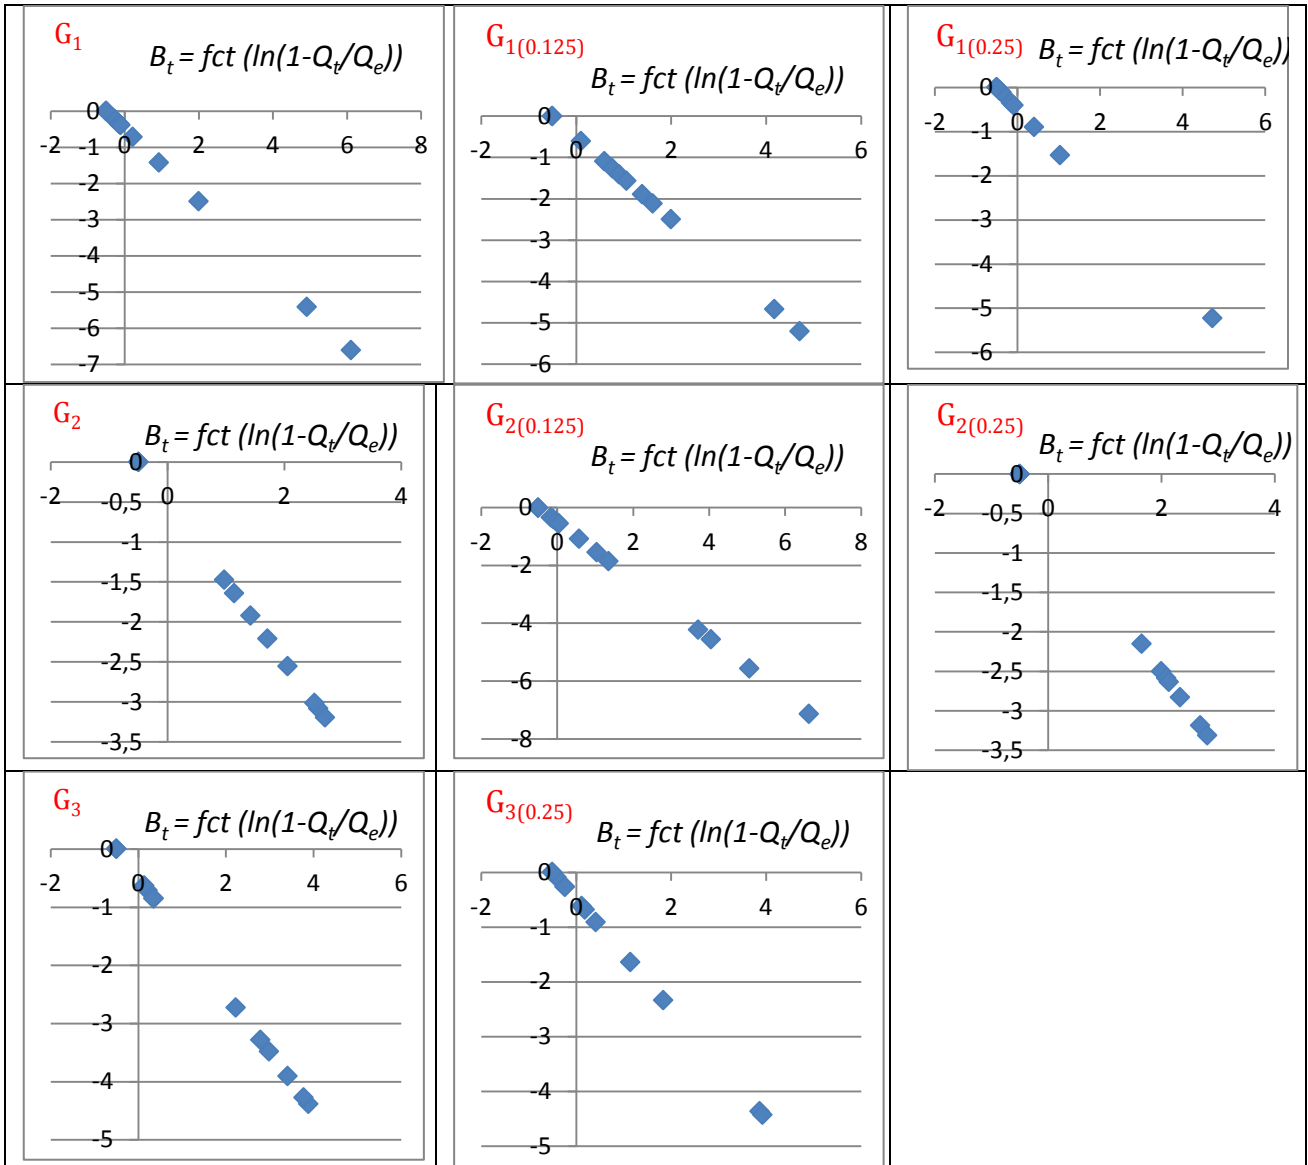 G1
Bt = fct (ln(1-Qt/Qe))
0
-2 0 2 4 6 8
-1
-2
-3
-4
-5
-6
-7
G1(0.125)
Bt = fct (ln(1-Qt/Qe))
0
-2 0 2 4 6
-1
-2
-3
-4
-5
-6
G1(0.25)
Bt = fct (ln(1-Qt/Qe))
0
-2 0 2 4 6
-1
-2
-3
-4
-5
-6
G2
Bt = fct (ln(1-Qt/Qe))
0
-2 0 2 4
-0,5
-1
-1,5
-2
-2,5
-3
-3,5
G2(0.125)
Bt = fct (ln(1-Qt/Qe))
0
-2 0 2 4 6 8
-2
-4
-6
-8
G2(0.25)
Bt = fct (ln(1-Qt/Qe))
0
-2 0 2 4
-0,5
-1
-1,5
-2
-2,5
-3
-3,5
G3
Bt = fct (ln(1-Qt/Qe))
0
-2 0 2 4 6
-1
-2
-3
-4
-5
G3(0.25)
Bt = fct (ln(1-Qt/Qe))
0
-2 0 2 4 6
-1
-2
-3
-4
-5